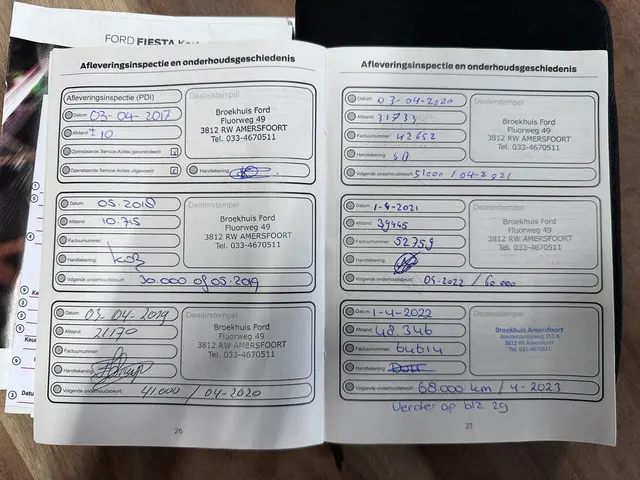 FORD FIESTA
Afleveringsinspectie en onderhoudsgeschiedenis
Afleveringsinspectie (PDI)
Datum: 03-04-2017
Afstand: ± 10
Openstaande Service-Acties gecontroleerd
Openstaande Service-Acties uitgevoerd
Dealerstempel
Broekhuis Ford
Fluorweg 49
3812 RW AMERSFOORT
Tel. 033-4670511
Handtekening:
Datum: 05.2018
Afstand: 10.715
Factuurnummer:
Handtekening:
Dealerstempel
Broekhuis Ford
Fluorweg 49
3812 RW AMERSFOORT
Tel. 033-4670511
Volgende onderhoudsbeurt: 30.000 of 05-2019
Datum: 03-04-2019
Afstand: 21170
Factuurnummer:
Handtekening:
Dealerstempel
Broekhuis Ford
Fluorweg 49
3812 RW AMERSFOORT
Tel. 033-4670511
Volgende onderhoudsbeurt: 41.000 / 04-2020
26
Afleveringsinspectie en onderhoudsgeschiedenis
Datum: 03-04-2020
Afstand: 31733
Factuurnummer: 42652
Handtekening:
Dealerstempel
Broekhuis Ford
Fluorweg 49
3812 RW AMERSFOORT
Tel. 033-4670511
Volgende onderhoudsbeurt: 51000 / 04-2021
Datum: 1-4-2021
Afstand: 39445
Factuurnummer: 52759
Handtekening:
Dealerstempel
Broekhuis Ford
Fluorweg 49
3812 RW AMERSFOORT
Tel. 033-4670511
Volgende onderhoudsbeurt: 05-2022 / 60.000
Datum: 1-4-2022
Afstand: 48.346
Factuurnummer: 64614
Handtekening:
Dealerstempel
Broekhuis Amersfoort
Tel. 033-4670511
Volgende onderhoudsbeurt: 68.000 km / 4-2023
Verder op blz 29
27
Datum